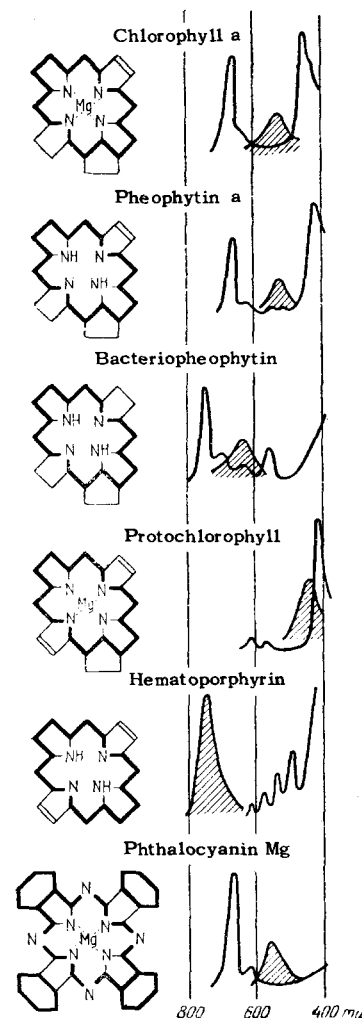 Chlorophyll a
N N
Mg
N N
Pheophytin a
NH N
N NH
Bacteriopheophytin
NH N
N NH
Protochlorophyll
N N
Mg
N N
Hematoporphyrin
NH N
N NH
Phthalocyanin Mg
N
N N
N Mg N
N N
N
800 600 400 mμ